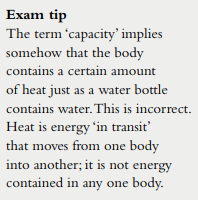 Exam tip
The term ‘capacity’ implies
somehow that the body
contains a certain amount
of heat just as a water bottle
contains water. This is incorrect.
Heat is energy ‘in transit’
that moves from one body
into another; it is not energy
contained in any one body.